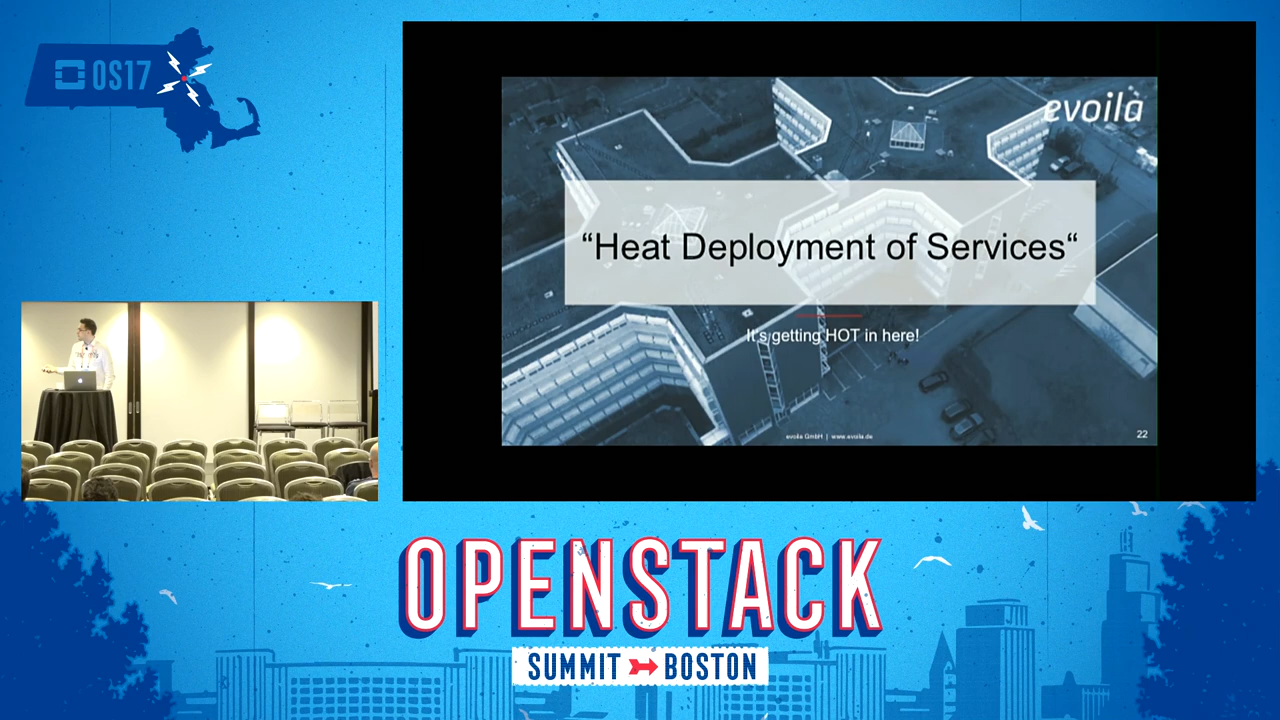 OS17
evoila
“Heat Deployment of Services“
It's getting HOT in here!
evoila GmbH | www.evoila.de
22
OPENSTACK
SUMMIT BOSTON